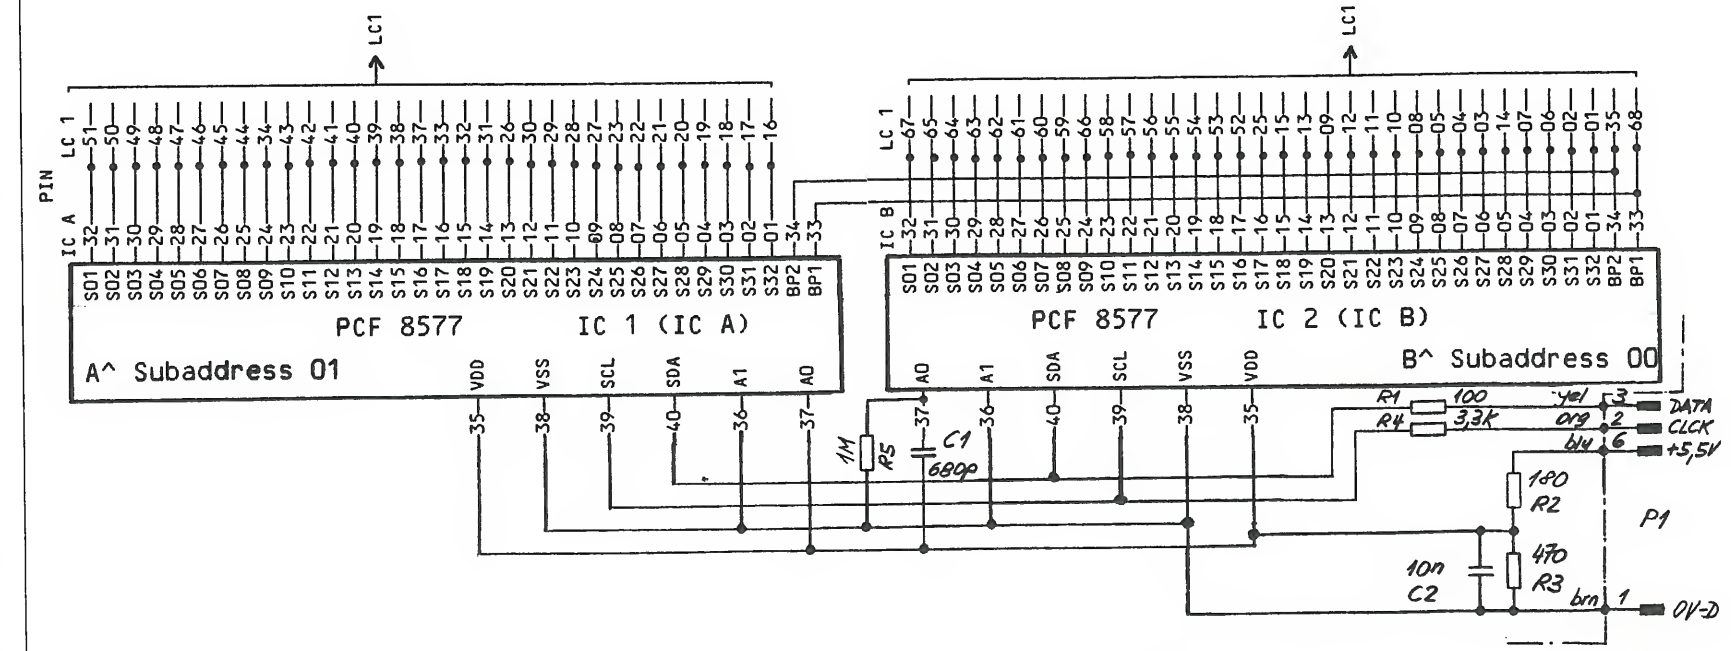 LC1
LC1
PIN
LC 1
51 50 49 48 47 46 45 44 34 43 42 41 40 39 38 37 33 32 31 26 30 29 28 27 23 22 21 20 19 18 17 16
IC A
32 31 30 29 28 27 26 25 24 23 22 21 20 19 18 17 16 15 14 13 12 11 10 09 08 07 06 05 04 03 02 01 34 33
S01 S02 S03 S04 S05 S06 S07 S08 S09 S10 S11 S12 S13 S14 S15 S16 S17 S18 S19 S20 S21 S22 S23 S24 S25 S26 S27 S28 S29 S30 S31 S32 BP2 BP1
PCF 8577 IC 1 (IC A)
A^ Subaddress 01
VDD VSS SCL SDA A1 A0
35 38 39 40 36 37
LC 1
67 65 64 63 62 61 60 59 66 58 57 56 55 54 53 52 25 15 14 13 09 12 11 10 08 05 04 03 14 07 06 02 01 35 68
IC B
32 31 30 29 28 27 26 25 24 23 22 21 20 19 18 17 16 15 14 13 12 11 10 09 08 07 06 05 04 03 02 01 34 33
S01 S02 S03 S04 S05 S06 S07 S08 S09 S10 S11 S12 S13 S14 S15 S16 S17 S18 S19 S20 S21 S22 S23 S24 S25 S26 S27 S28 S29 S30 S31 S32 BP2 BP1
PCF 8577 IC 2 (IC B)
B^ Subaddress 00
A0 A1 SDA SCL VSS VDD
37 36 40 39 38 35
1M
R5
C1
680p
R1 100 yel 3 DATA
R4 3,3K org 2 CLCK
blu 6 +5,5V
180
R2
P1
470
R3
10n
C2
brn 1 0V-D